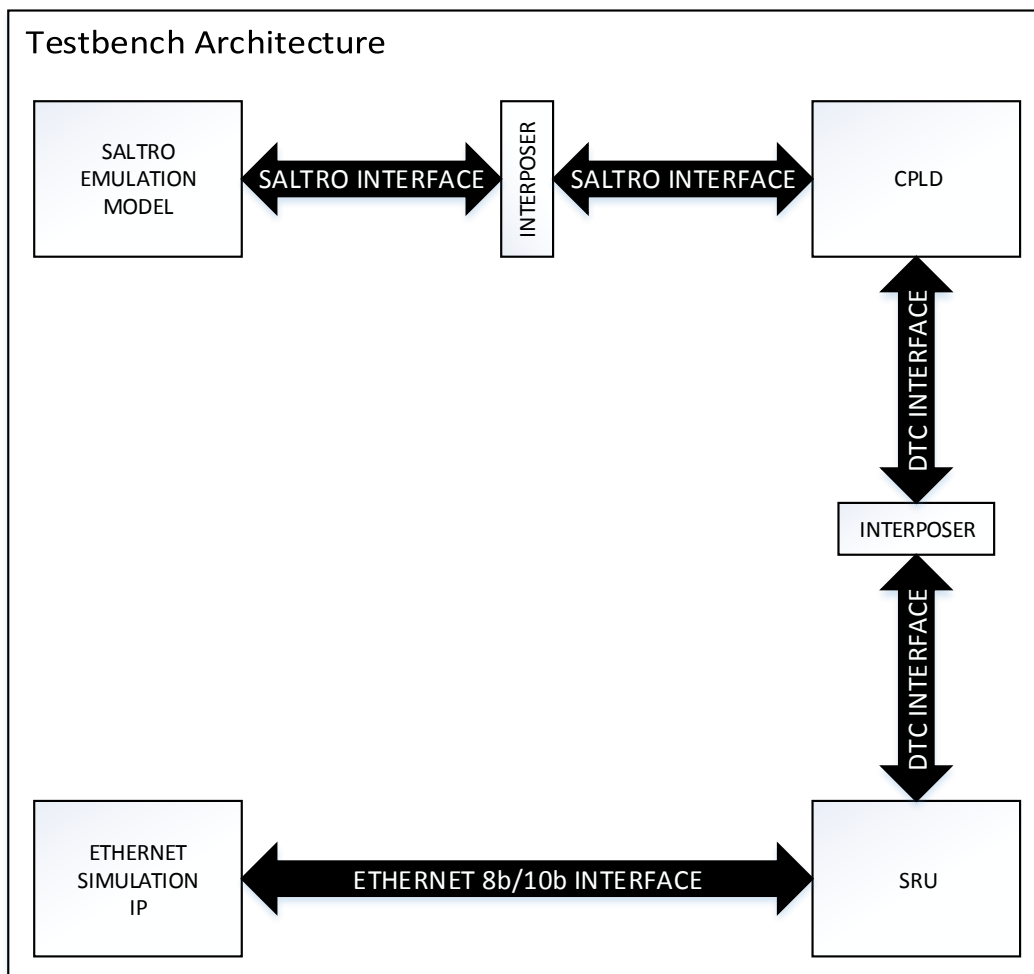 Testbench Architecture
SALTRO
EMULATION
MODEL
SALTRO INTERFACE
INTERPOSER
SALTRO INTERFACE
CPLD
DTC INTERFACE
INTERPOSER
DTC INTERFACE
ETHERNET
SIMULATION
IP
ETHERNET 8b/10b INTERFACE
SRU